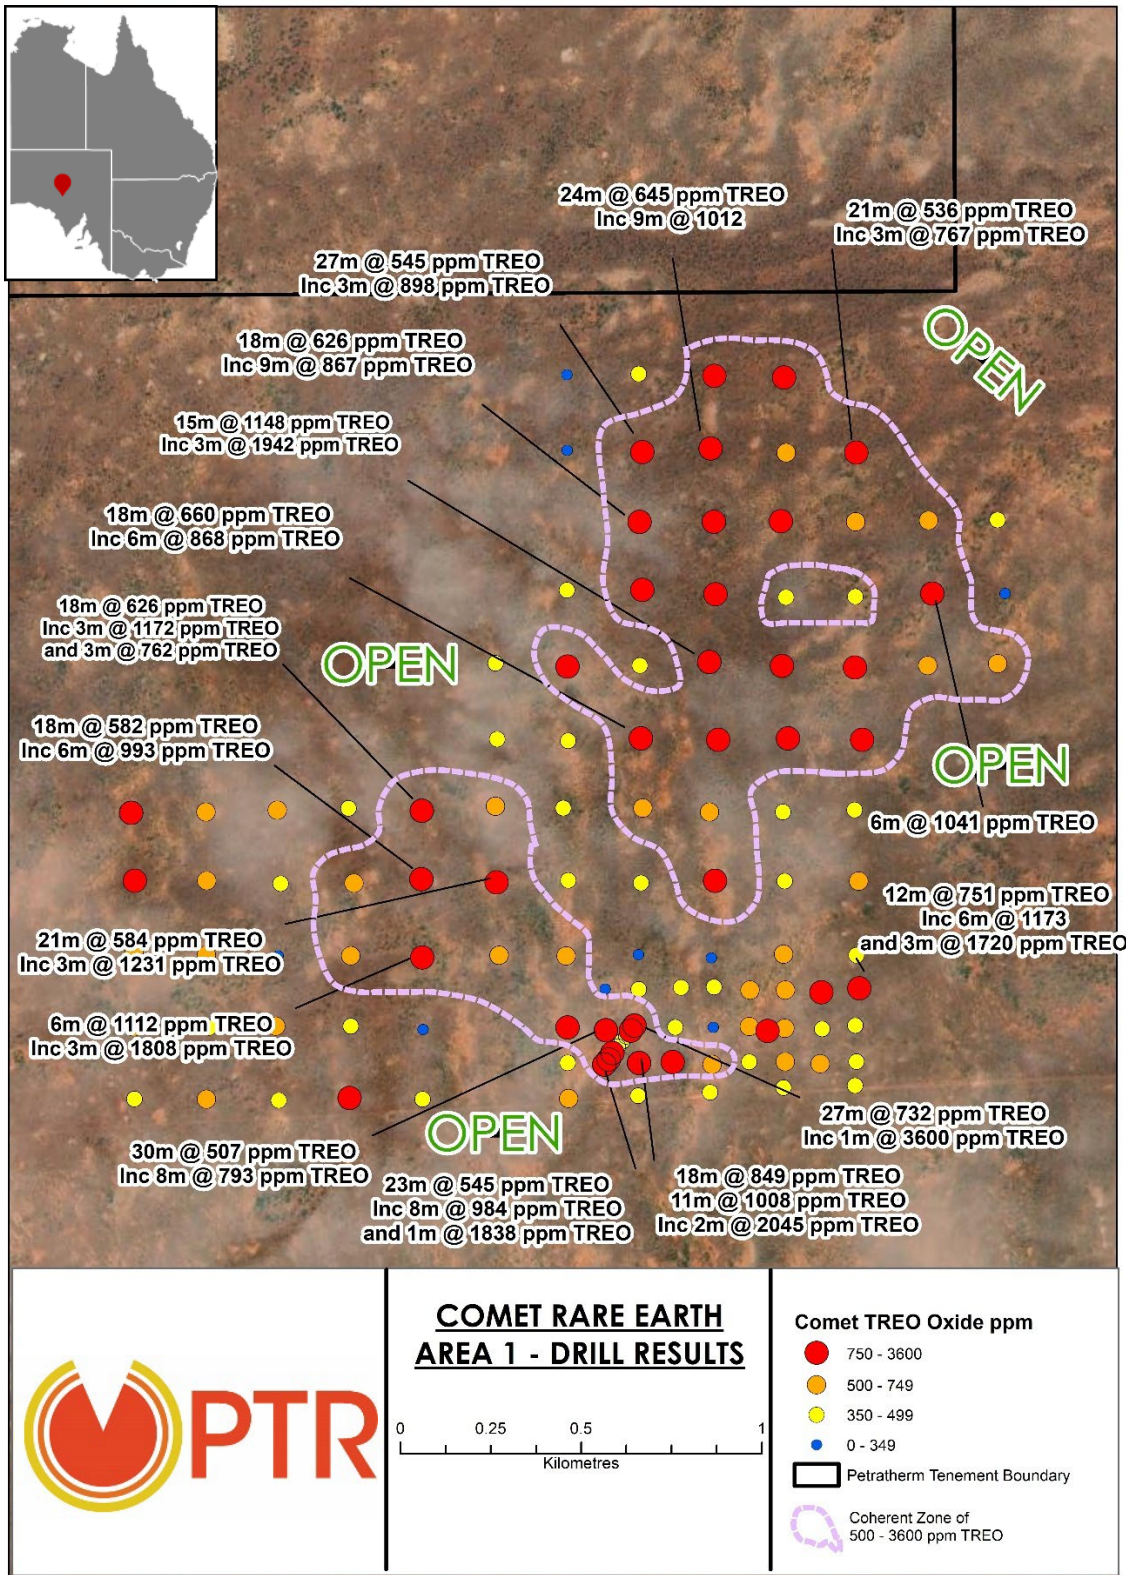 24m @ 645 ppm TREO
Inc 9m @ 1012
21m @ 536 ppm TREO
Inc 3m @ 767 ppm TREO
27m @ 545 ppm TREO
Inc 3m @ 898 ppm TREO
OPEN
18m @ 626 ppm TREO
Inc 9m @ 867 ppm TREO
15m @ 1148 ppm TREO
Inc 3m @ 1942 ppm TREO
18m @ 660 ppm TREO
Inc 6m @ 868 ppm TREO
18m @ 626 ppm TREO
Inc 3m @ 1172 ppm TREO
and 3m @ 762 ppm TREO
OPEN
18m @ 582 ppm TREO
Inc 6m @ 993 ppm TREO
OPEN
6m @ 1041 ppm TREO
12m @ 751 ppm TREO
Inc 6m @ 1173
and 3m @ 1720 ppm TREO
21m @ 584 ppm TREO
Inc 3m @ 1231 ppm TREO
6m @ 1112 ppm TREO
Inc 3m @ 1808 ppm TREO
OPEN
27m @ 732 ppm TREO
Inc 1m @ 3600 ppm TREO
30m @ 507 ppm TREO
Inc 8m @ 793 ppm TREO
23m @ 545 ppm TREO
Inc 8m @ 984 ppm TREO
and 1m @ 1838 ppm TREO
18m @ 849 ppm TREO
11m @ 1008 ppm TREO
Inc 2m @ 2045 ppm TREO
PTR
COMET RARE EARTH
AREA 1 - DRILL RESULTS
0 0.25 0.5 1
Kilometres
Comet TREO Oxide ppm
750 - 3600
500 - 749
350 - 499
0 - 349
Petratherm Tenement Boundary
Coherent Zone of
500 - 3600 ppm TREO